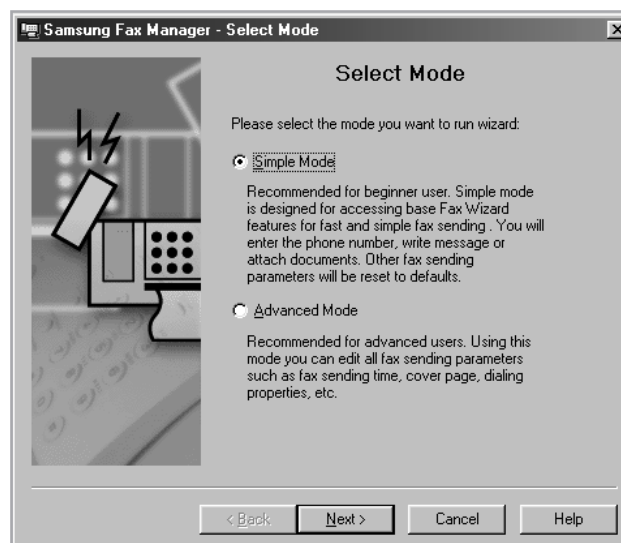 Samsung Fax Manager - Select Mode
Select Mode
Please select the mode you want to run wizard:
Simple Mode
Recommended for beginner user. Simple mode
is designed for accessing base Fax Wizard
features for fast and simple fax sending . You will
enter the phone number, write message or
attach documents. Other fax sending
parameters will be reset to defaults.
Advanced Mode
Recommended for advanced users. Using this
mode you can edit all fax sending parameters
such as fax sending time, cover page, dialing
properties, etc.
< Back Next > Cancel Help